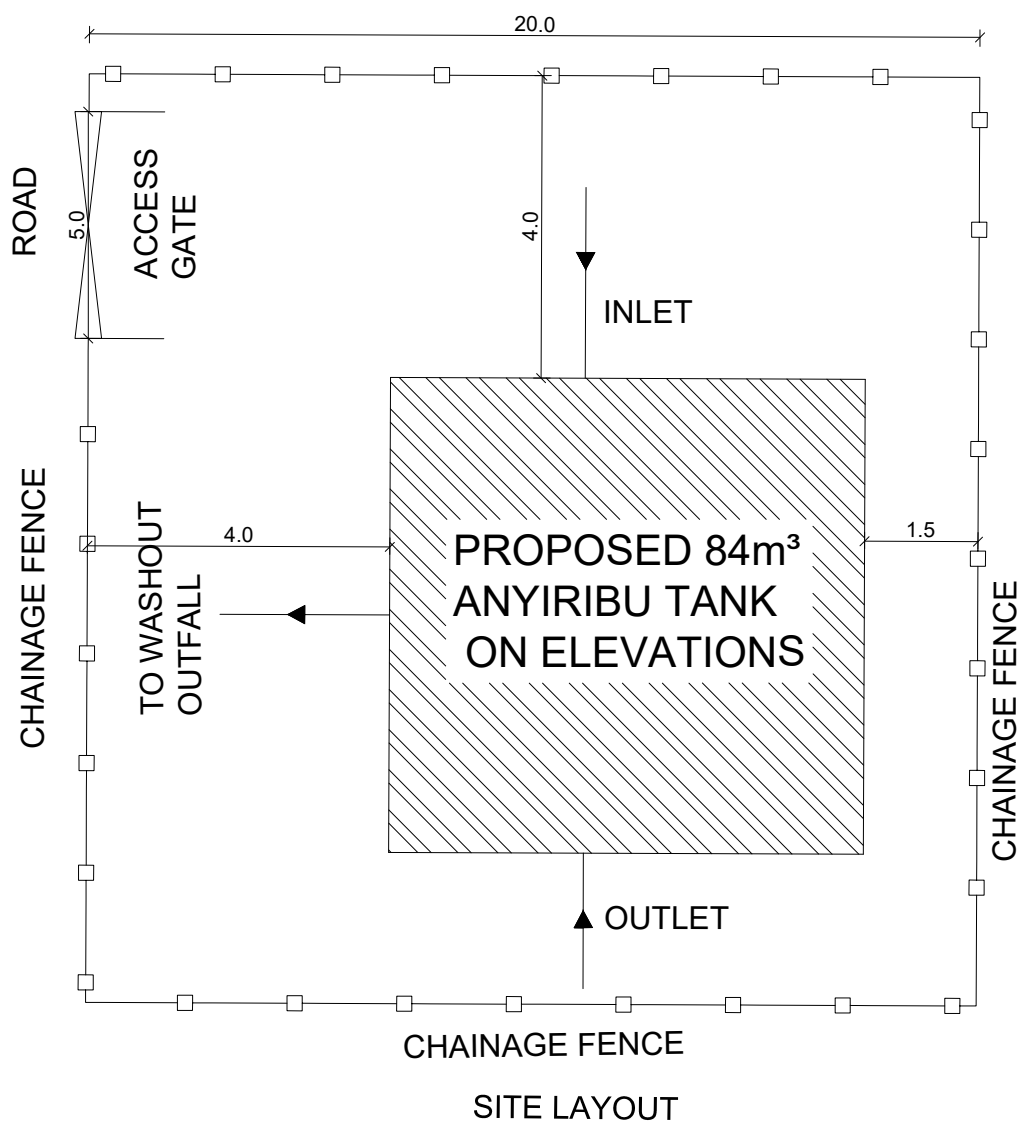 20.0
ROAD
5.0
ACCESS
GATE
4.0
INLET
CHAINAGE FENCE
TO WASHOUT
OUTFALL
4.0
PROPOSED 84m³
ANYIRIBU TANK
ON ELEVATIONS
1.5
CHAINAGE FENCE
OUTLET
CHAINAGE FENCE
SITE LAYOUT